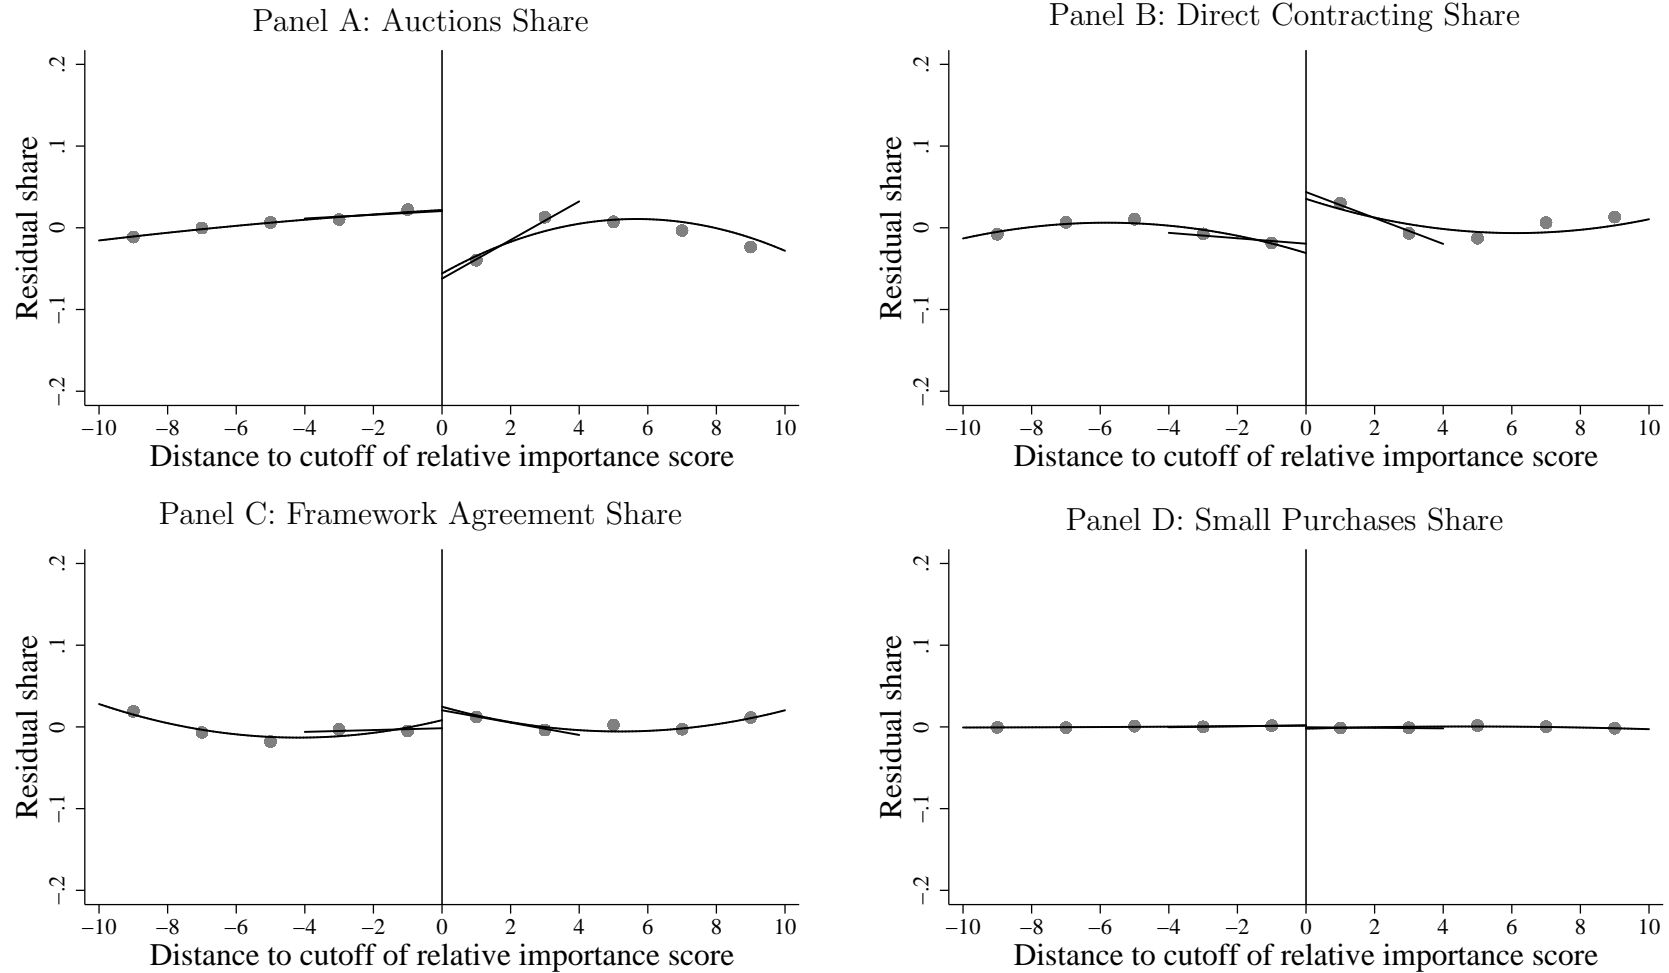 Panel A: Auctions Share
Residual share
.2
.1
0
−.1
−.2
−10 −8 −6 −4 −2 0 2 4 6 8 10
Distance to cutoff of relative importance score
Panel B: Direct Contracting Share
Residual share
.2
.1
0
−.1
−.2
−10 −8 −6 −4 −2 0 2 4 6 8 10
Distance to cutoff of relative importance score
Panel C: Framework Agreement Share
Residual share
.2
.1
0
−.1
−.2
−10 −8 −6 −4 −2 0 2 4 6 8 10
Distance to cutoff of relative importance score
Panel D: Small Purchases Share
Residual share
.2
.1
0
−.1
−.2
−10 −8 −6 −4 −2 0 2 4 6 8 10
Distance to cutoff of relative importance score